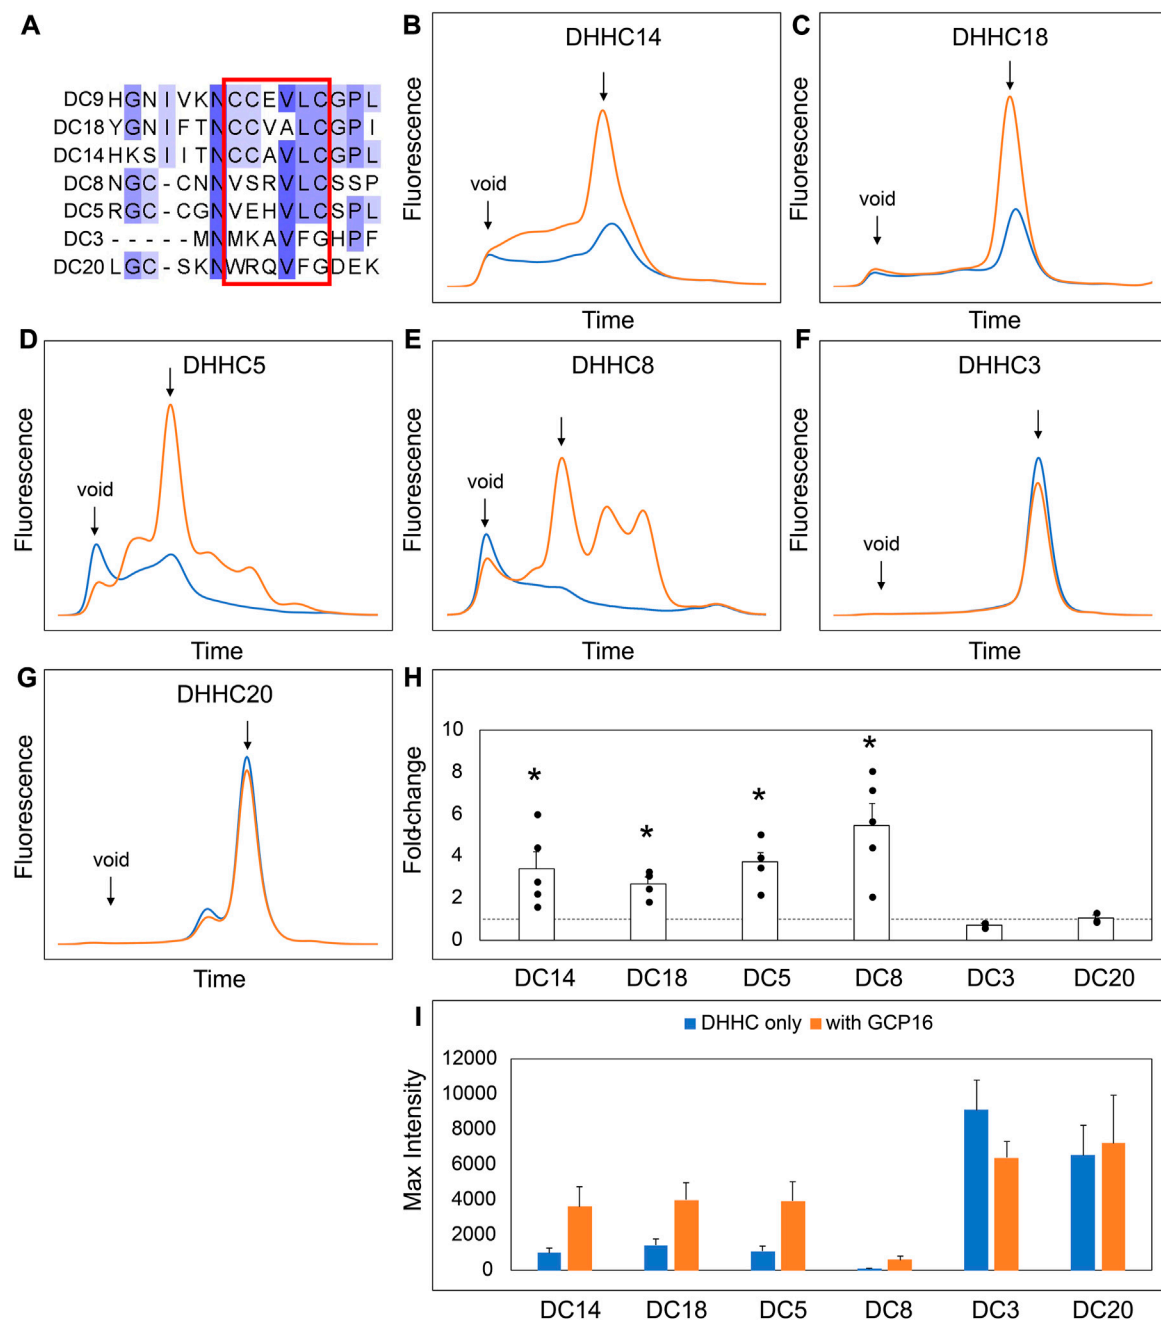 A
DC9 HGNIVKNCCEVLCGPL
DC18 YGNIFTNCCVALCGPI
DC14 HKSIITNCCAVLCGPL
DC8 NGC-CNNVSRVLCSSP
DC5 RGC-CGNVEHVLCSPL
DC3 -----MNMKAVFGHPF
DC20 LGC-SKNWRQVFGDEK
B
DHHC14
void
Fluorescence
Time
C
DHHC18
void
Fluorescence
Time
D
DHHC5
void
Fluorescence
Time
E
DHHC8
void
Fluorescence
Time
F
DHHC3
void
Fluorescence
Time
G
DHHC20
void
Fluorescence
Time
H
Fold-change
10
8
6
4
2
0
* * * *
DC14 DC18 DC5 DC8 DC3 DC20
I
DHHC only with GCP16
Max Intensity
12000
10000
8000
6000
4000
2000
0
DC14 DC18 DC5 DC8 DC3 DC20